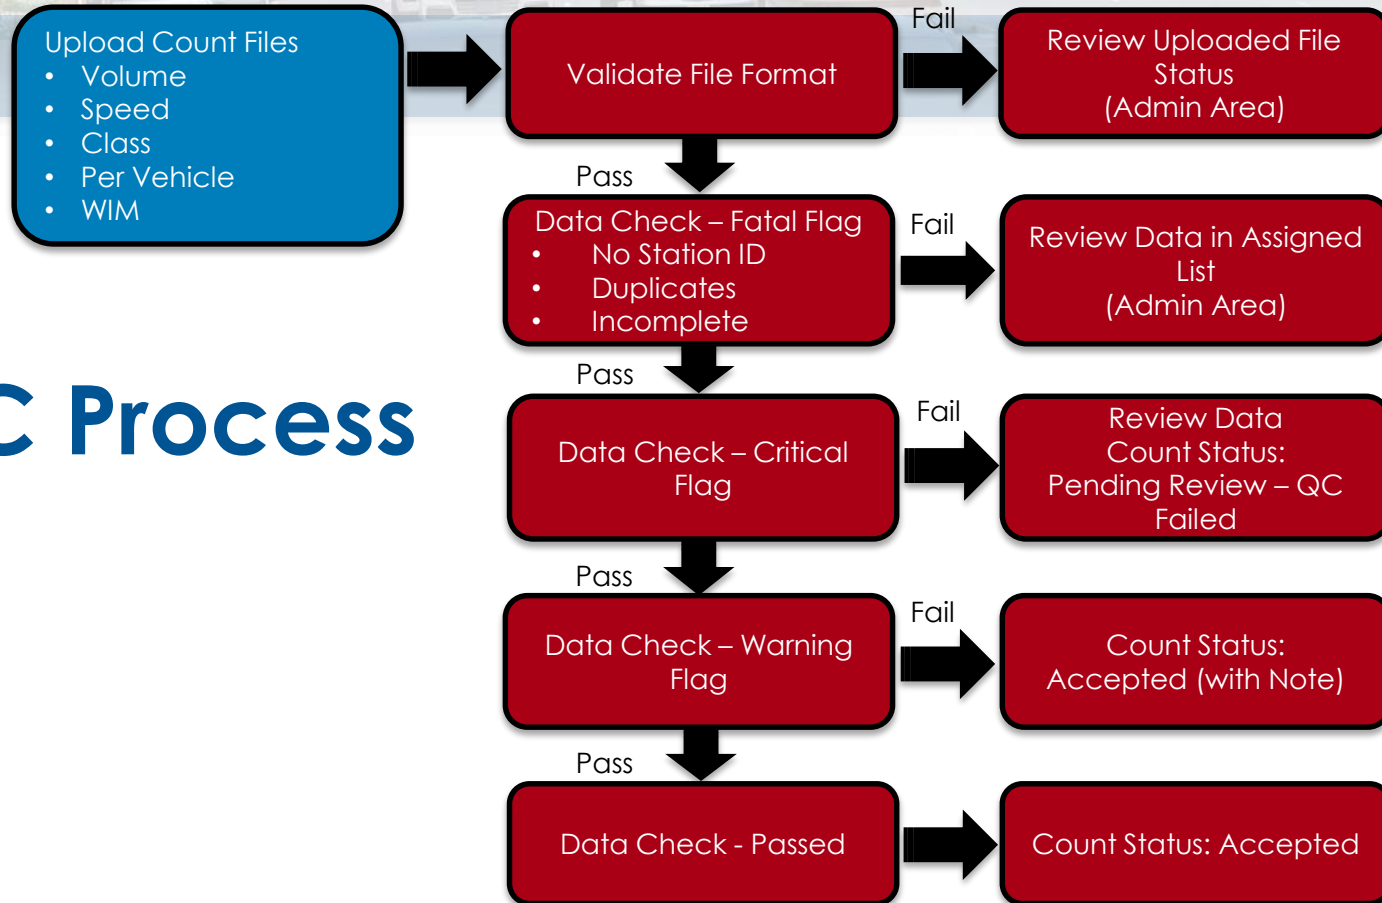 Upload Count Files
• Volume
• Speed
• Class
• Per Vehicle
• WIM
Validate File Format
Fail
Review Uploaded File
Status
(Admin Area)
Pass
Data Check – Fatal Flag
• No Station ID
• Duplicates
• Incomplete
Fail
Review Data in Assigned
List
(Admin Area)
Pass
C Process
Data Check – Critical
Flag
Fail
Review Data
Count Status:
Pending Review – QC
Failed
Pass
Data Check – Warning
Flag
Fail
Count Status:
Accepted (with Note)
Pass
Data Check - Passed
Count Status: Accepted